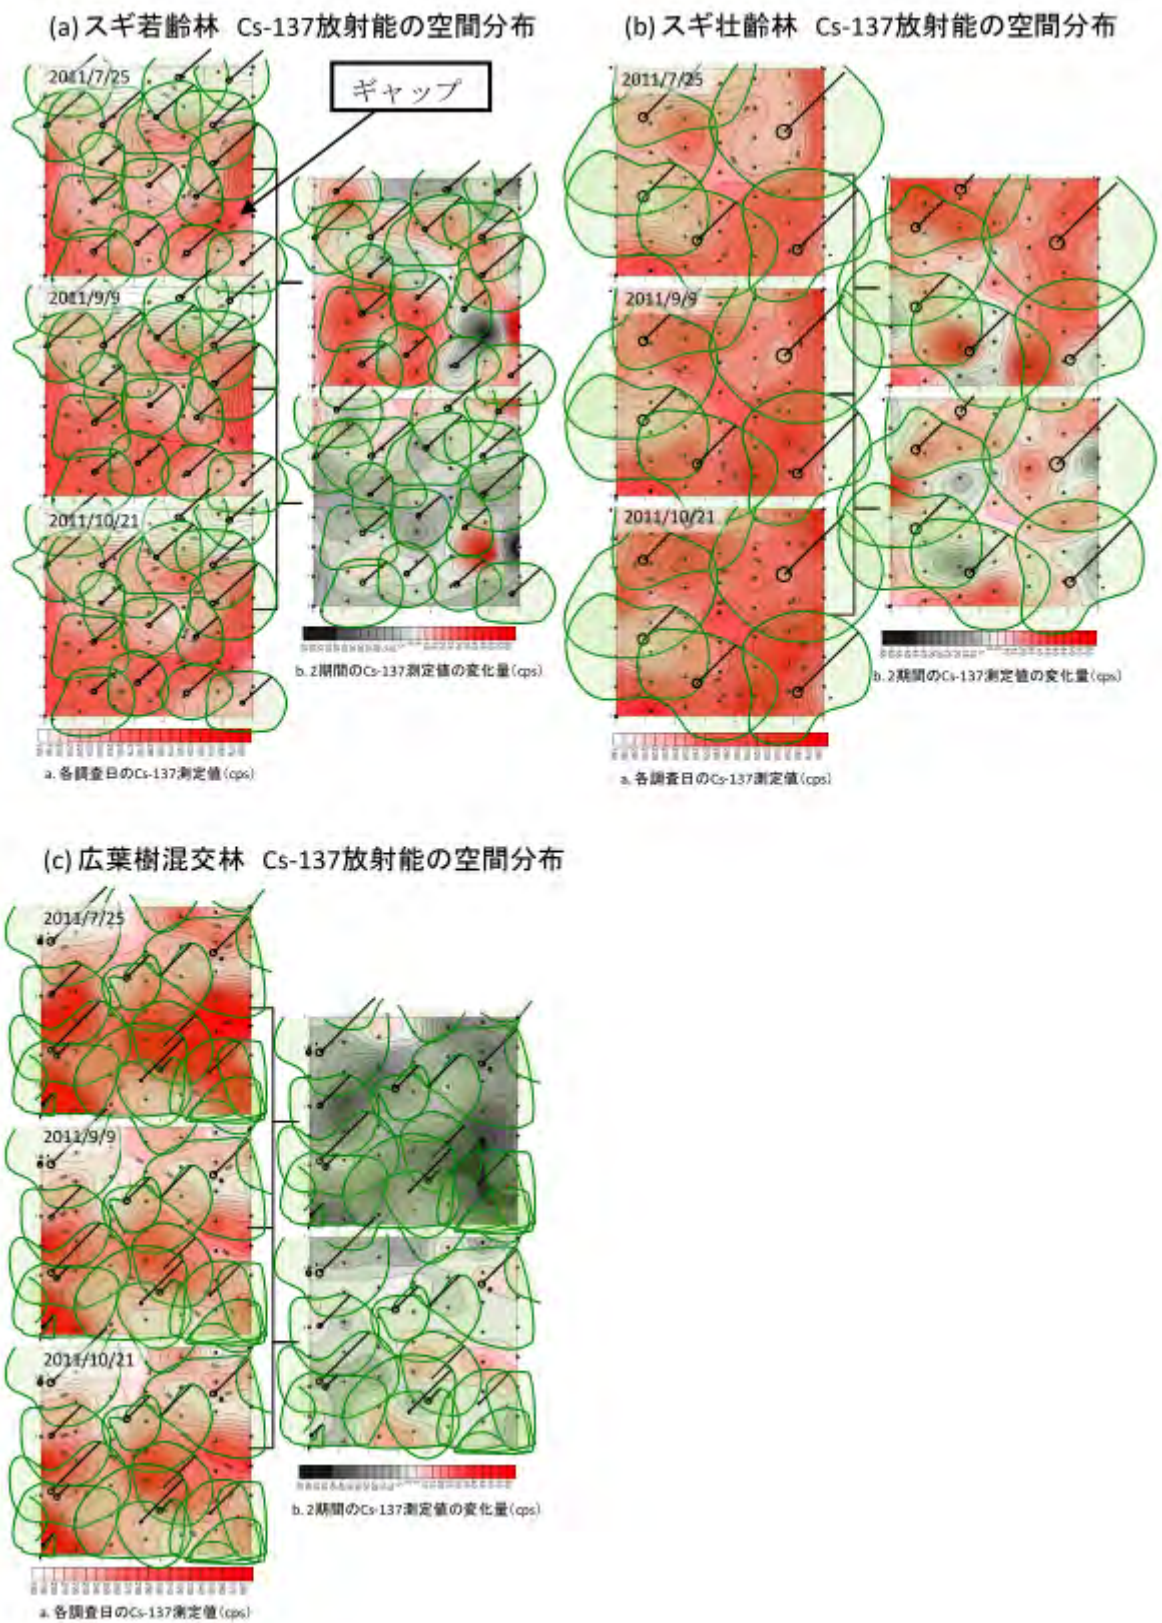 (a) スギ若齢林 Cs-137放射能の空間分布
2011/7/25
ギャップ
2011/9/9
2011/10/21
b. 2期間のCs-137測定値の変化量(cps)
a. 各調査日のCs-137測定値(cps)
(b) スギ壮齢林 Cs-137放射能の空間分布
2011/7/25
2011/9/9
2011/10/21
b. 2期間のCs-137測定値の変化量(cps)
a. 各調査日のCs-137測定値(cps)
(c) 広葉樹混交林 Cs-137放射能の空間分布
2011/7/25
2011/9/9
2011/10/21
b. 2期間のCs-137測定値の変化量(cps)
a. 各調査日のCs-137測定値(cps)